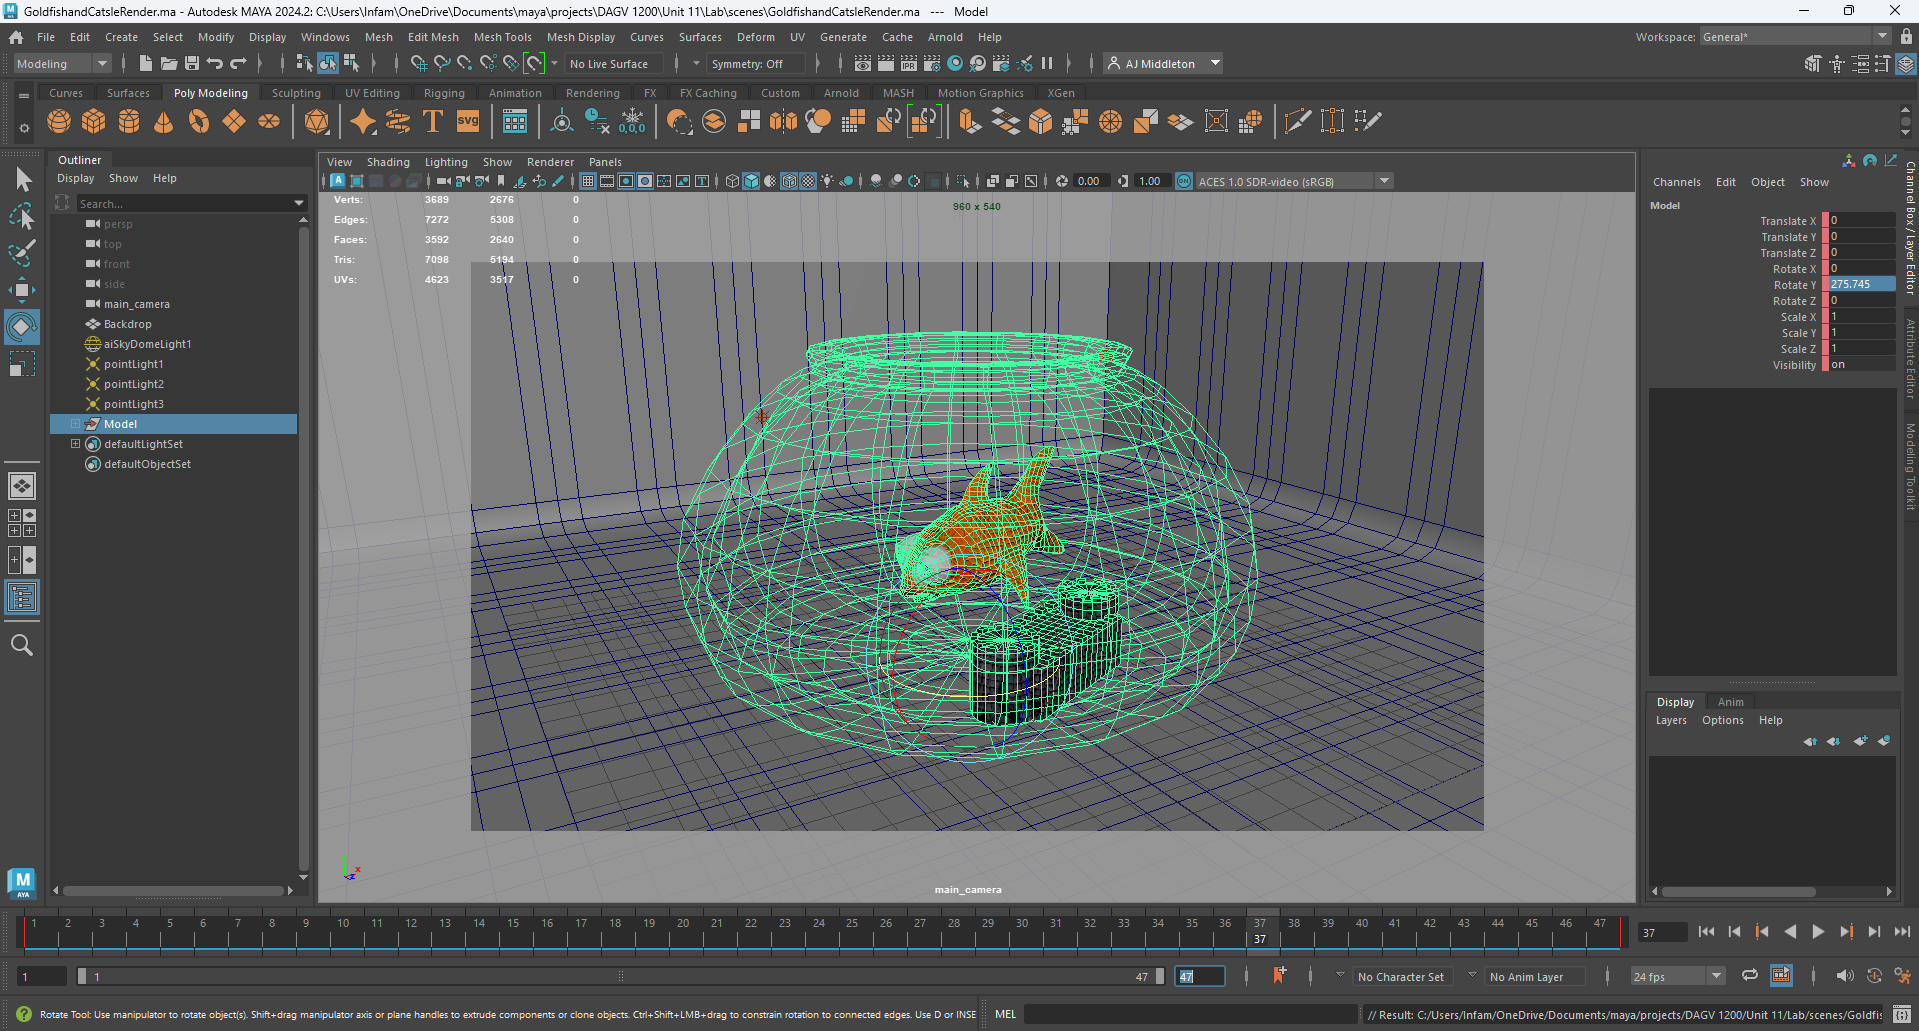 GoldfishandCatsleRender.ma - Autodesk MAYA 2024.2: C:\Users\Infam\OneDrive\Documents\maya\projects\DAGV 1200\Unit 11\Lab\scenes\GoldfishandCatsleRender.ma --- Model
File Edit Create Select Modify Display Windows Mesh Edit Mesh Mesh Tools Mesh Display Curves Surfaces Deform UV Generate Cache Arnold Help
Workspace: General*
Modeling
No Live Surface
Symmetry: Off
IPR
AJ Middleton
Curves Surfaces Poly Modeling Sculpting UV Editing Rigging Animation Rendering FX FX Caching Custom Arnold MASH Motion Graphics XGen
T
SVG
0,0,0
Outliner
Display Show Help
Search...
persp
top
front
side
main_camera
Backdrop
aiSkyDomeLight1
pointLight1
pointLight2
pointLight3
Model
defaultLightSet
defaultObjectSet
View Shading Lighting Show Renderer Panels
0.00
1.00
ON
ACES 1.0 SDR-video (sRGB)
Verts: 3689 2676 0
Edges: 7272 5308 0
Faces: 3592 2640 0
Tris: 7098 5194 0
UVs: 4623 3517 0
960 x 540
main_camera
Channels Edit Object Show
Model
Translate X 0
Translate Y 0
Translate Z 0
Rotate X 0
Rotate Y 275.745
Rotate Z 0
Scale X 1
Scale Y 1
Scale Z 1
Visibility on
Channel Box / Layer Editor
Attribute Editor
Modeling Toolkit
Display Anim
Layers Options Help
M
AYA
1 2 3 4 5 6 7 8 9 10 11 12 13 14 15 16 17 18 19 20 21 22 23 24 25 26 27 28 29 30 31 32 33 34 35 36 37 38 39 40 41 42 43 44 45 46 47
37
37
1
1
47
47
No Character Set
No Anim Layer
24 fps
Rotate Tool: Use manipulator to rotate object(s). Shift+drag manipulator axis or plane handles to extrude components or clone objects. Ctrl+Shift+LMB+drag to constrain rotation to connected edges. Use D or INSE
MEL
// Result: C:/Users/Infam/OneDrive/Documents/maya/projects/DAGV 1200/Unit 11/Lab/scenes/Goldfis